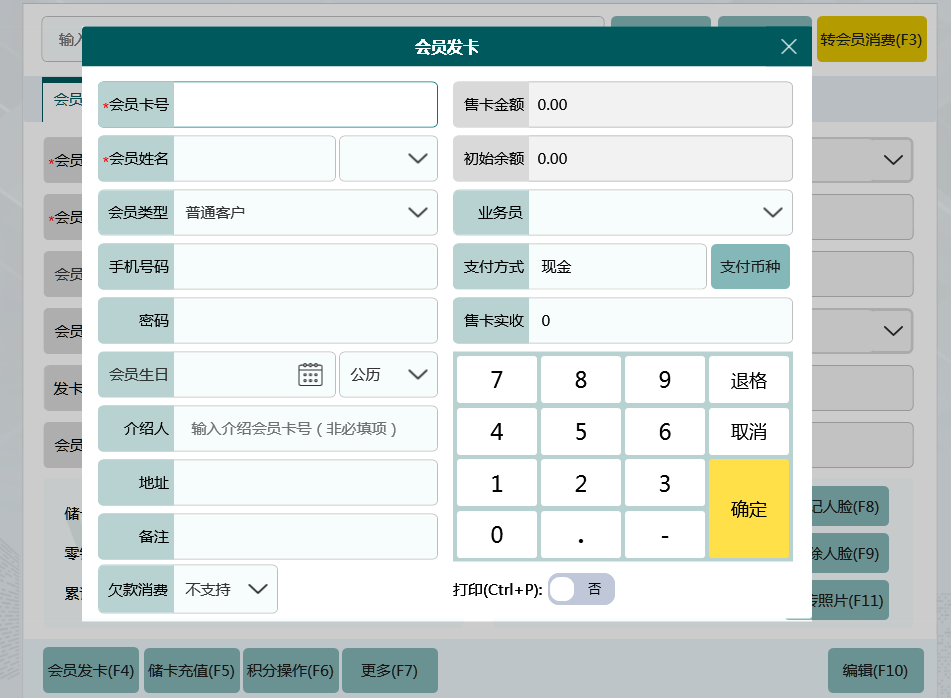 输入
转会员消费(F3)
会员发卡
会员
*会员卡号
售卡金额 0.00
*会员
*会员姓名
初始余额 0.00
*会员
会员类型 普通客户
业务员
会员
手机号码
支付方式 现金 支付币种
会员
密码
售卡实收 0
发卡
会员生日 公历
7 8 9 退格
会员
介绍人 输入介绍会员卡号(非必填项)
4 5 6 取消
地址
1 2 3 确定
储
备注
0 . -
记人脸(F8)
零
除人脸(F9)
累
欠款消费 不支持
打印(Ctrl+P): 否
照片(F11)
会员发卡(F4) 储卡充值(F5) 积分操作(F6) 更多(F7) 编辑(F10)